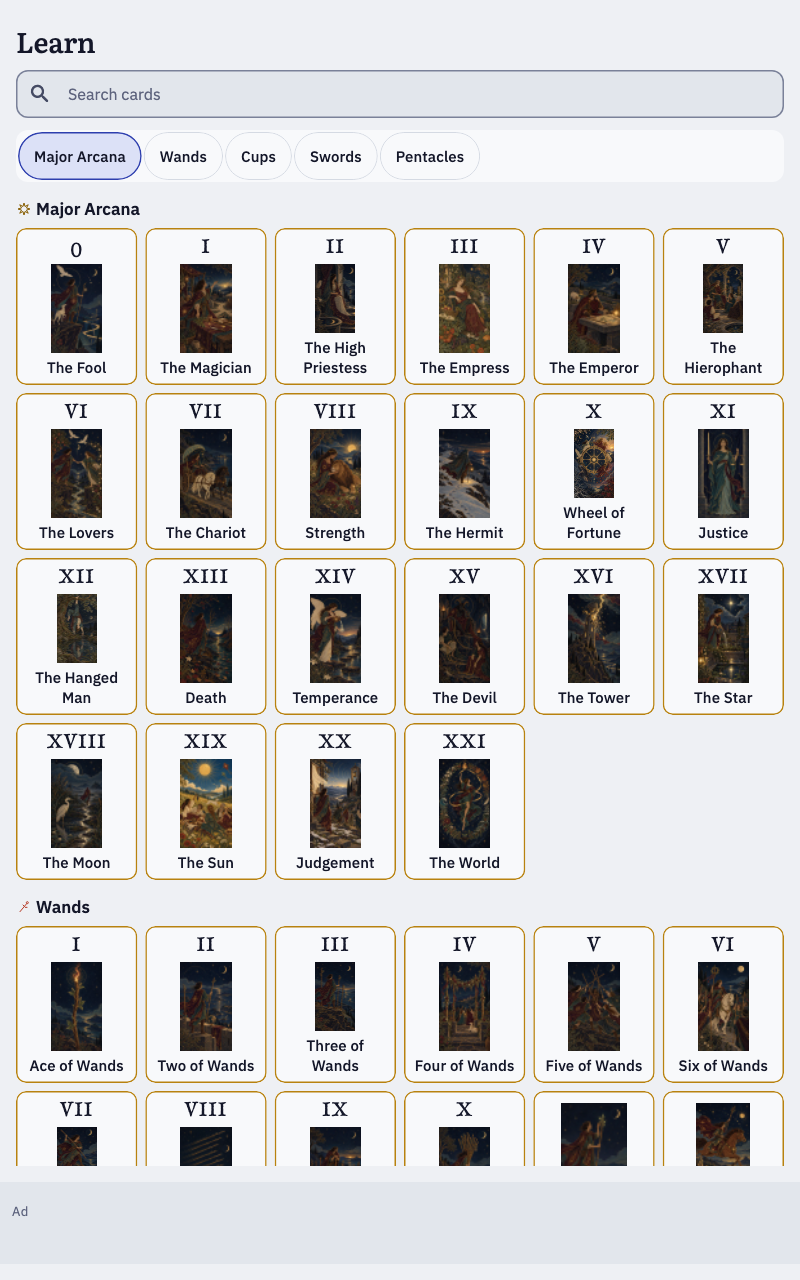 Learn
Search cards
Major Arcana
Wands
Cups
Swords
Pentacles
Major Arcana
0
The Fool
I
The Magician
II
The High
Priestess
III
The Empress
IV
The Emperor
V
The
Hierophant
VI
The Lovers
VII
The Chariot
VIII
Strength
IX
The Hermit
X
Wheel of
Fortune
XI
Justice
XII
The Hanged
Man
XIII
Death
XIV
Temperance
XV
The Devil
XVI
The Tower
XVII
The Star
XVIII
The Moon
XIX
The Sun
XX
Judgement
XXI
The World
Wands
I
Ace of Wands
II
Two of Wands
III
Three of
Wands
IV
Four of Wands
V
Five of Wands
VI
Six of Wands
VII
VIII
IX
X
Ad